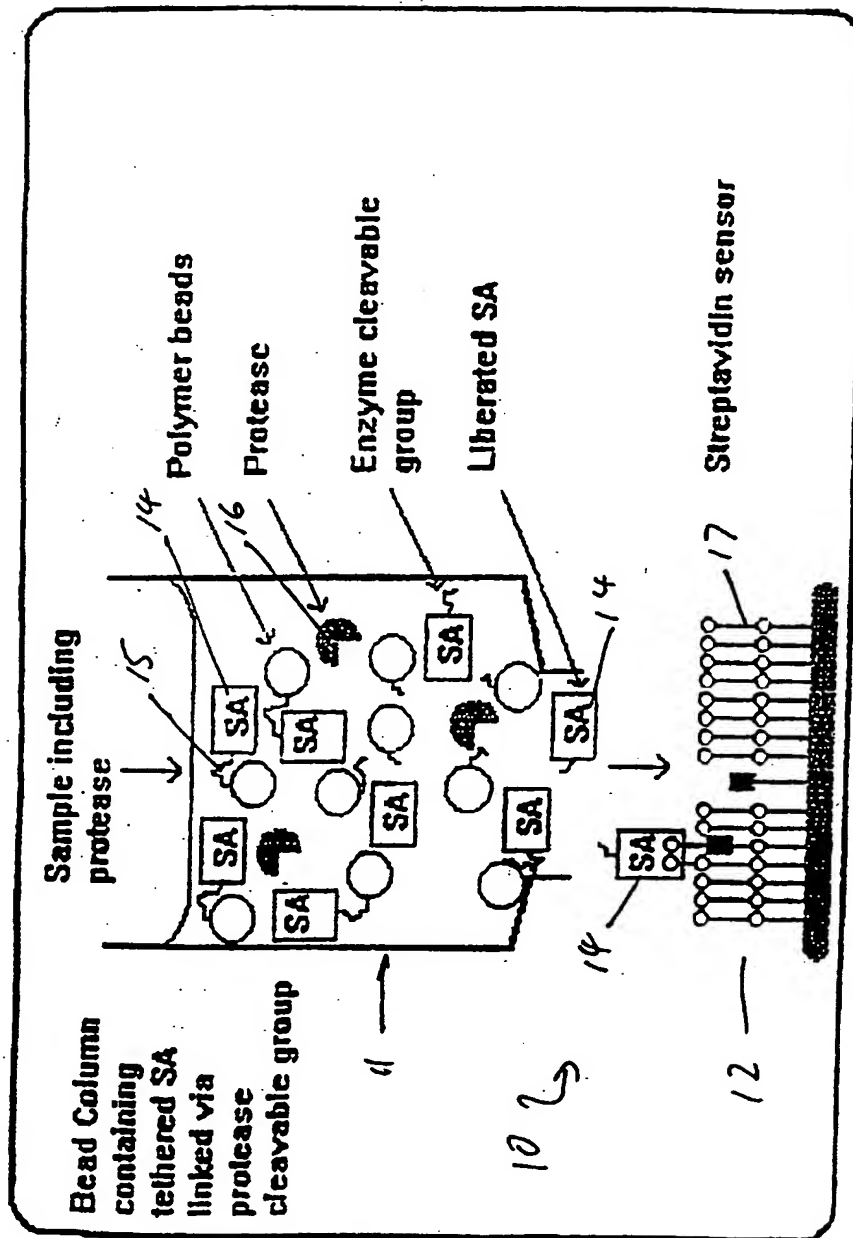 Bead Column
containing
tethered SA
linked via
protease
cleavable group
Sample including
protease
15
14
Polymer beads
16
Protease
Enzyme cleavable
group
Liberated SA
SA
SA
SA
SA
SA
SA
SA
SA
14
11
10
SA
14
12
17
Streptavidin sensor